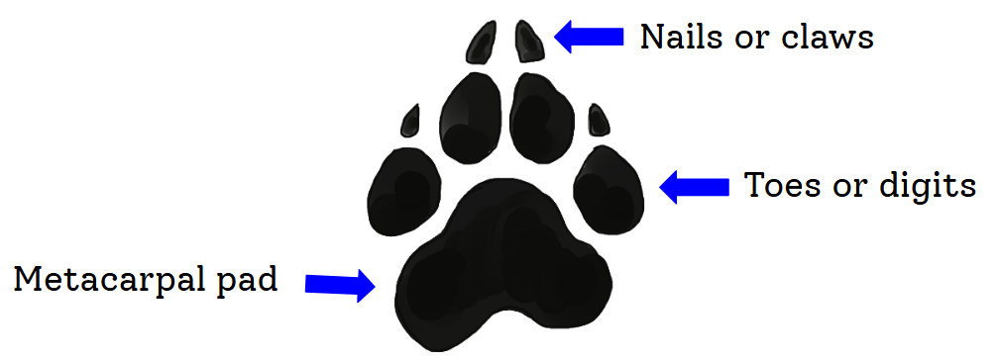 Nails or claws
Toes or digits
Metacarpal pad